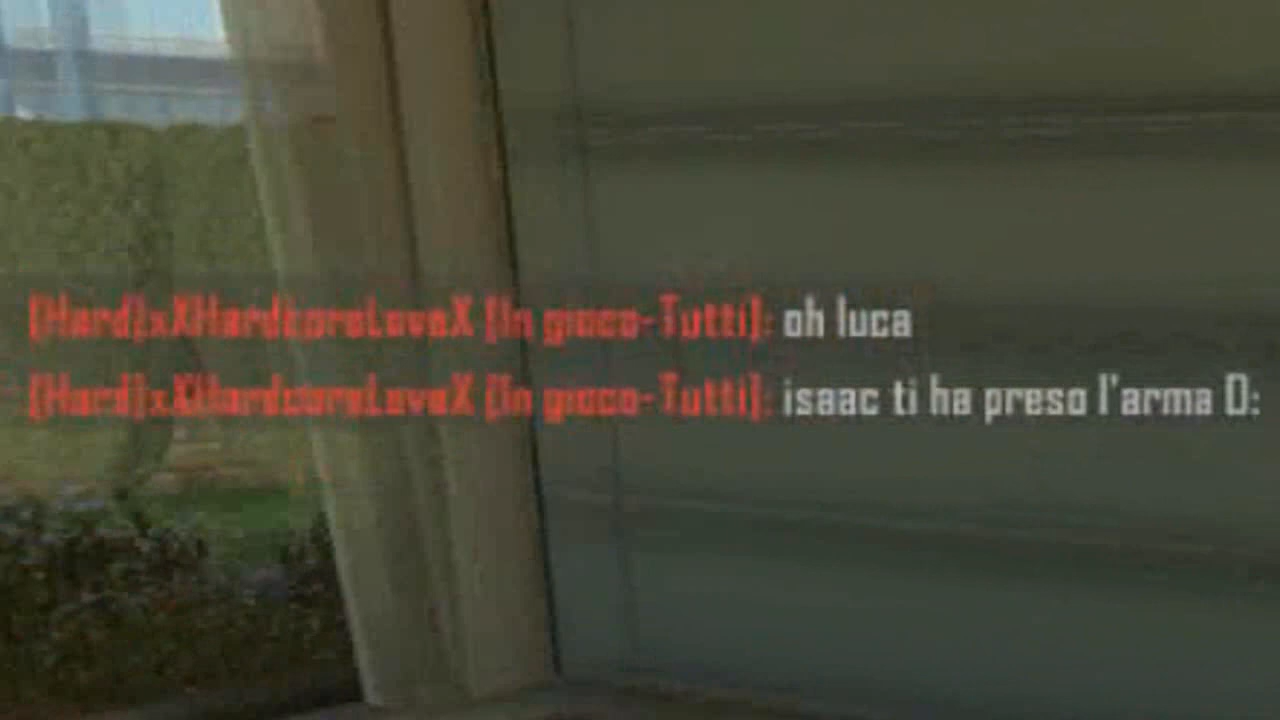 [Hard]xXHardcoreLoveX [In gioco-Tutti]: oh luca
[Hard]xXHardcoreLoveX [In gioco-Tutti]: isaac ti ha preso l'arma D: